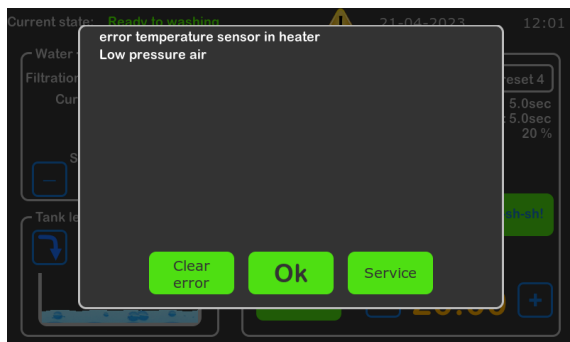 Current state: Ready to washing 21-04-2023 12:01
error temperature sensor in heater
Low pressure air
Water
Filtration
reset 4
Cur
5.0sec
5.0sec
20 %
S
Tank le
sh-sh!
Clear
error
Ok
Service